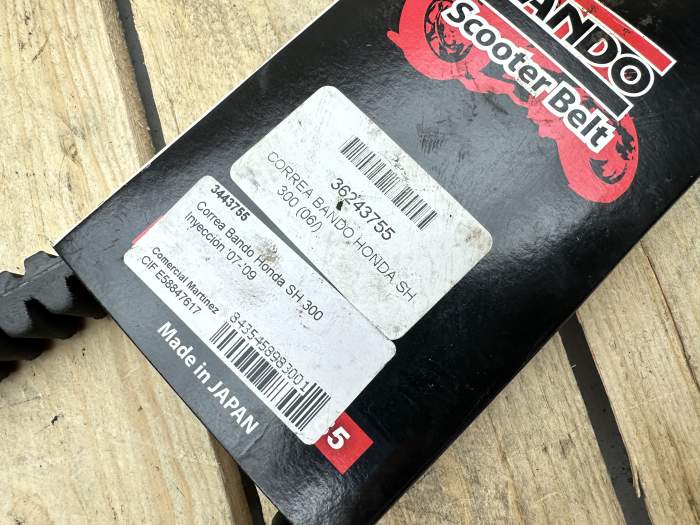 BANDO
Scooter Belt
36243755
CORREA BANDO HONDA SH
300 (06/)
3443755
Correa Bando Honda SH 300
Inyección '07-'09
Comercial Martinez
CIF E58847617
8435458983001
Made in JAPAN
5